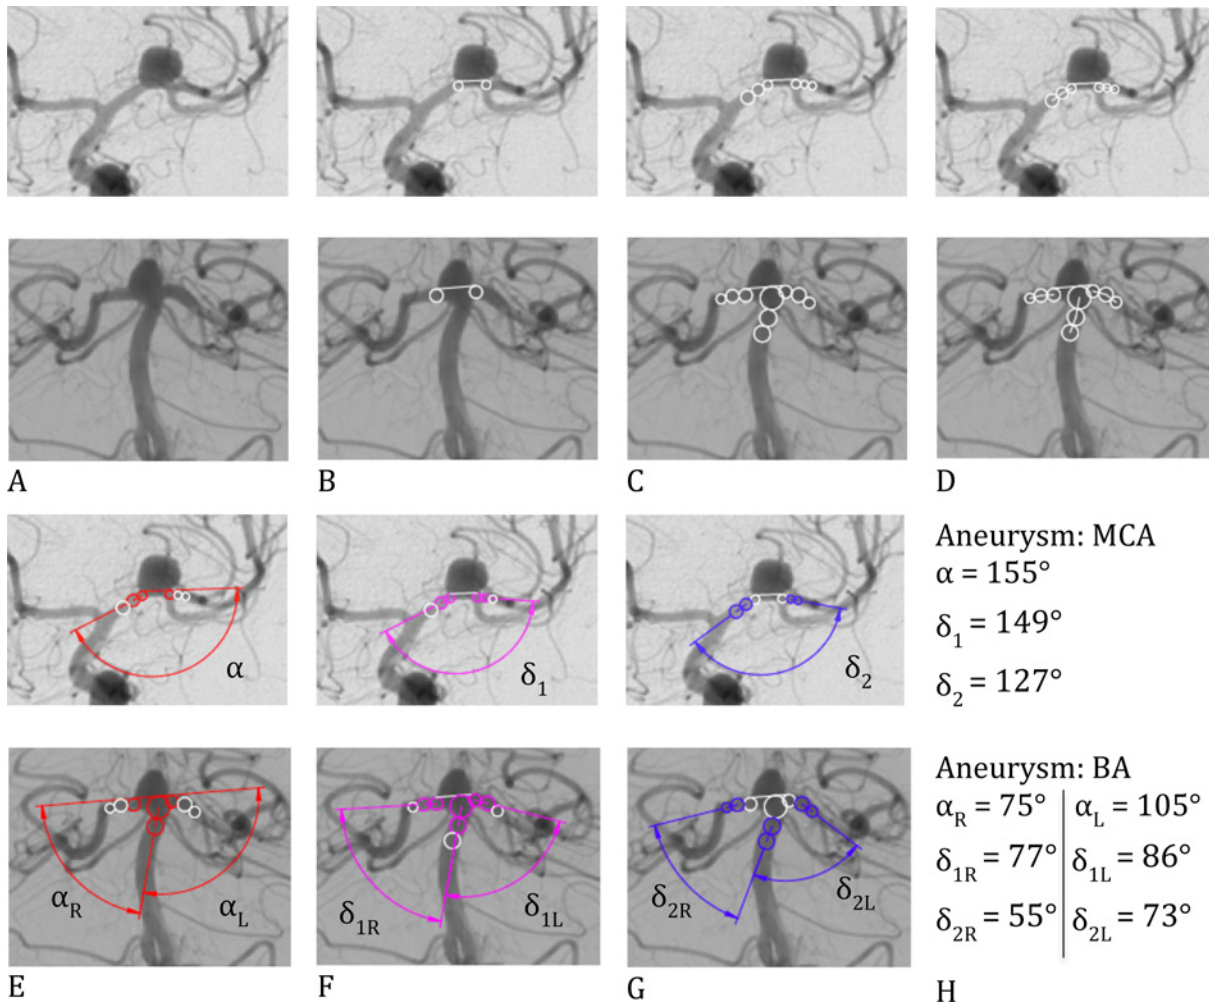 A
B
C
D
α
δ1
δ2
Aneurysm: MCA
α = 155°
δ1 = 149°
δ2 = 127°
αR
αL
δ1R
δ1L
δ2R
δ2L
Aneurysm: BA
αR = 75° αL = 105°
δ1R = 77° δ1L = 86°
δ2R = 55° δ2L = 73°
E
F
G
H